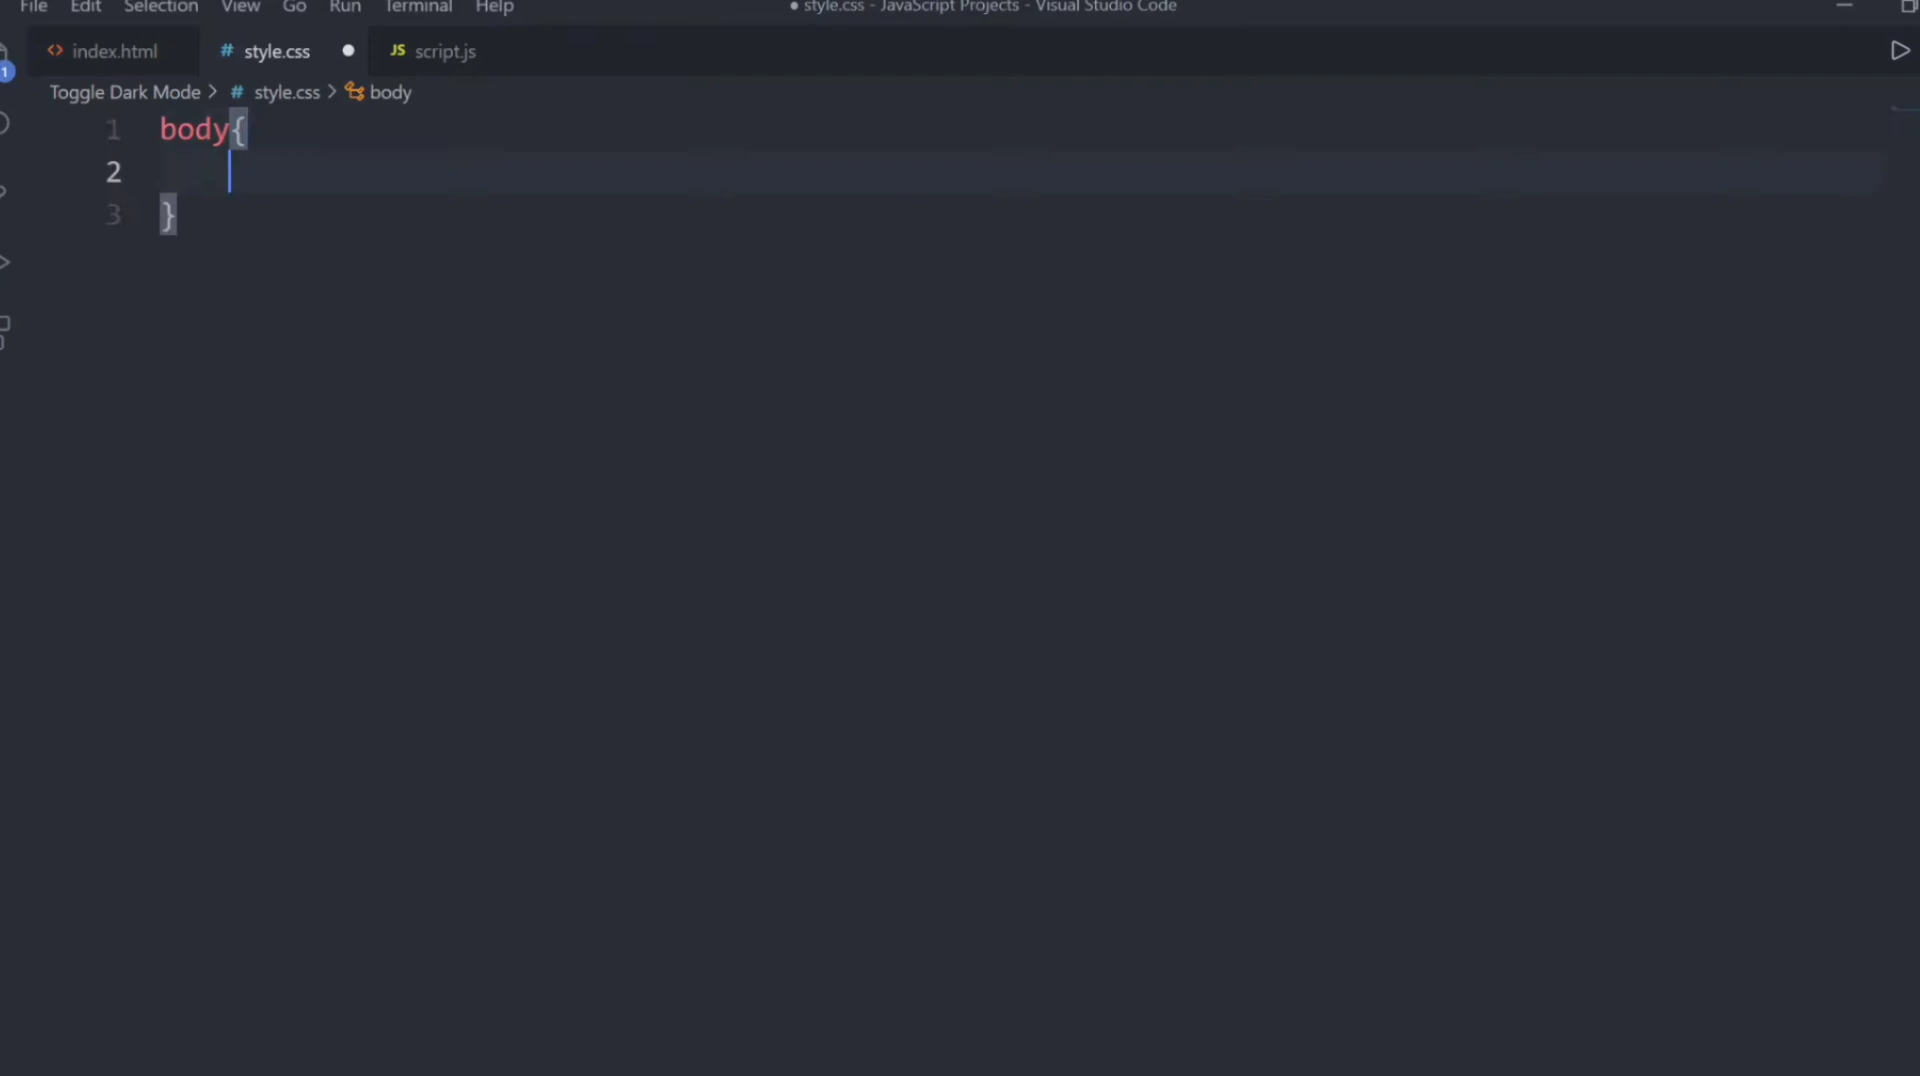 File Edit Selection View Go Run Terminal Help
● style.css - JavaScript Projects - Visual Studio Code
<> index.html
# style.css ●
JS script.js
Toggle Dark Mode > # style.css > body
1
1 body{
2
3 }